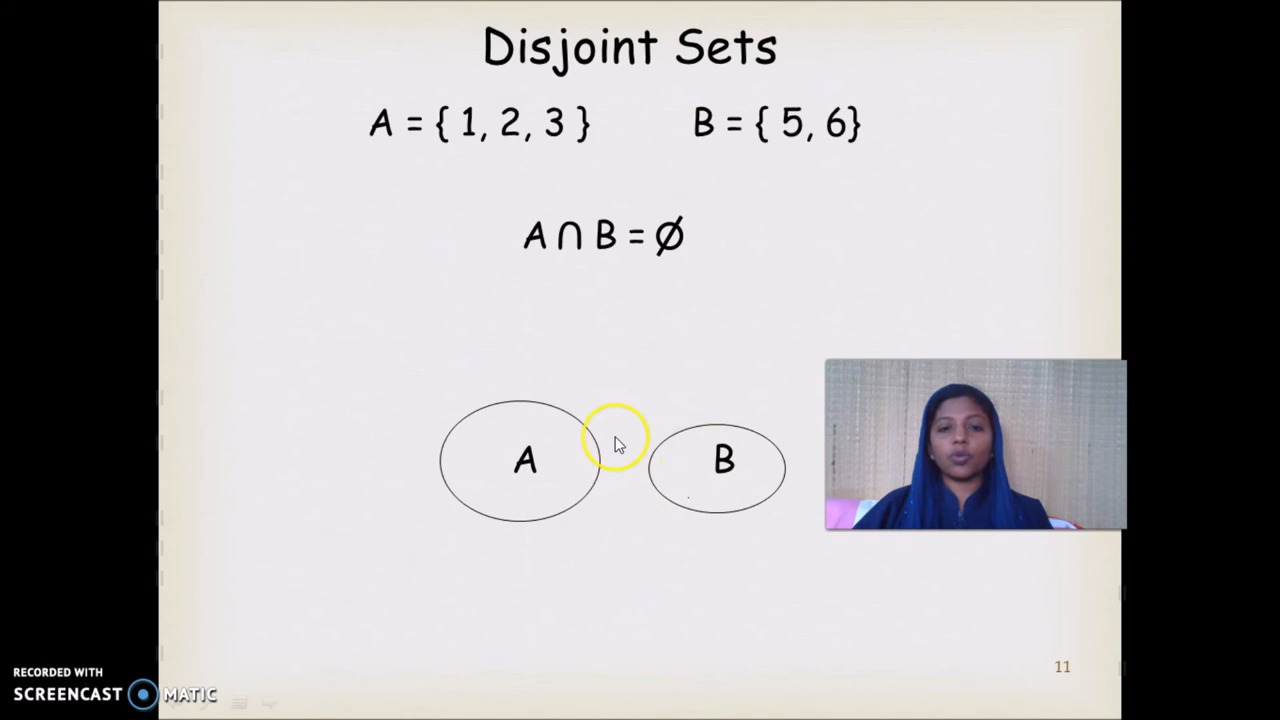 Disjoint Sets
A = { 1, 2, 3 } B = { 5, 6}
A ∩ B = ∅
A B
11
RECORDED WITH
SCREENCAST MATIC